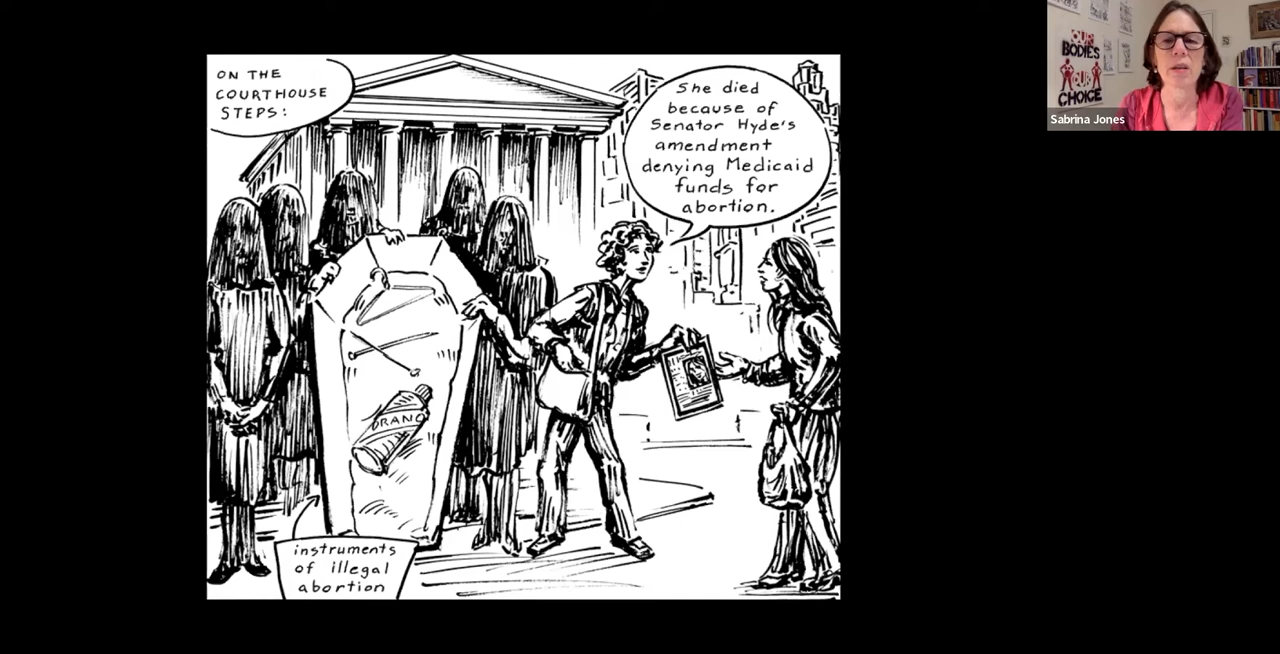 ON THE
COURTHOUSE
STEPS:
She died
because of
Senator Hyde's
amendment
denying Medicaid
funds for
abortion.
DRANO
instruments
of illegal
abortion
OUR
BODIES
OUR
CHOICE
Sabrina Jones